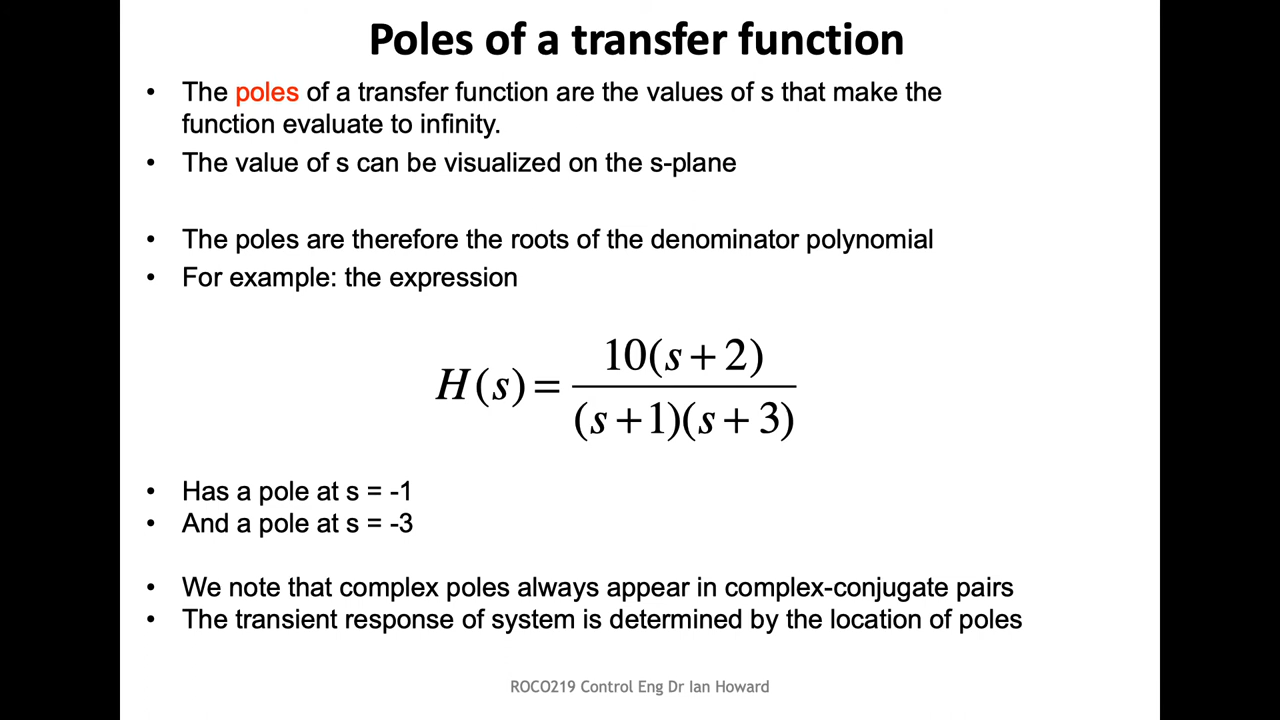 Poles of a transfer function
• The poles of a transfer function are the values of s that make the
function evaluate to infinity.
• The value of s can be visualized on the s-plane
• The poles are therefore the roots of the denominator polynomial
• For example: the expression
H(s) = 10(s+2) / (s+1)(s+3)
• Has a pole at s = -1
• And a pole at s = -3
• We note that complex poles always appear in complex-conjugate pairs
• The transient response of system is determined by the location of poles
ROCO219 Control Eng Dr Ian Howard